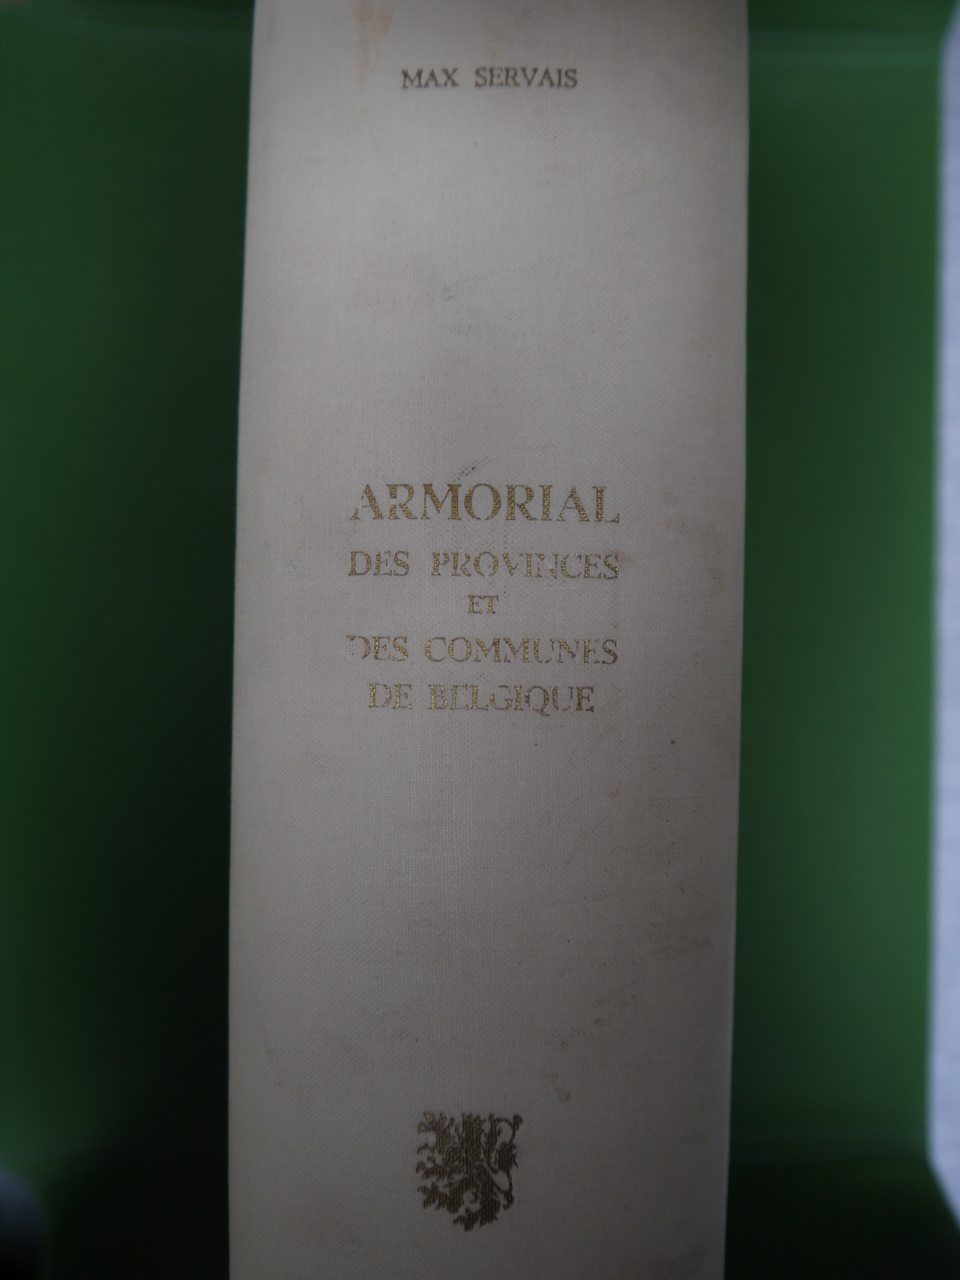 MAX SERVAIS
ARMORIAL
DES PROVINCES
ET
DES COMMUNES
DE BELGIQUE